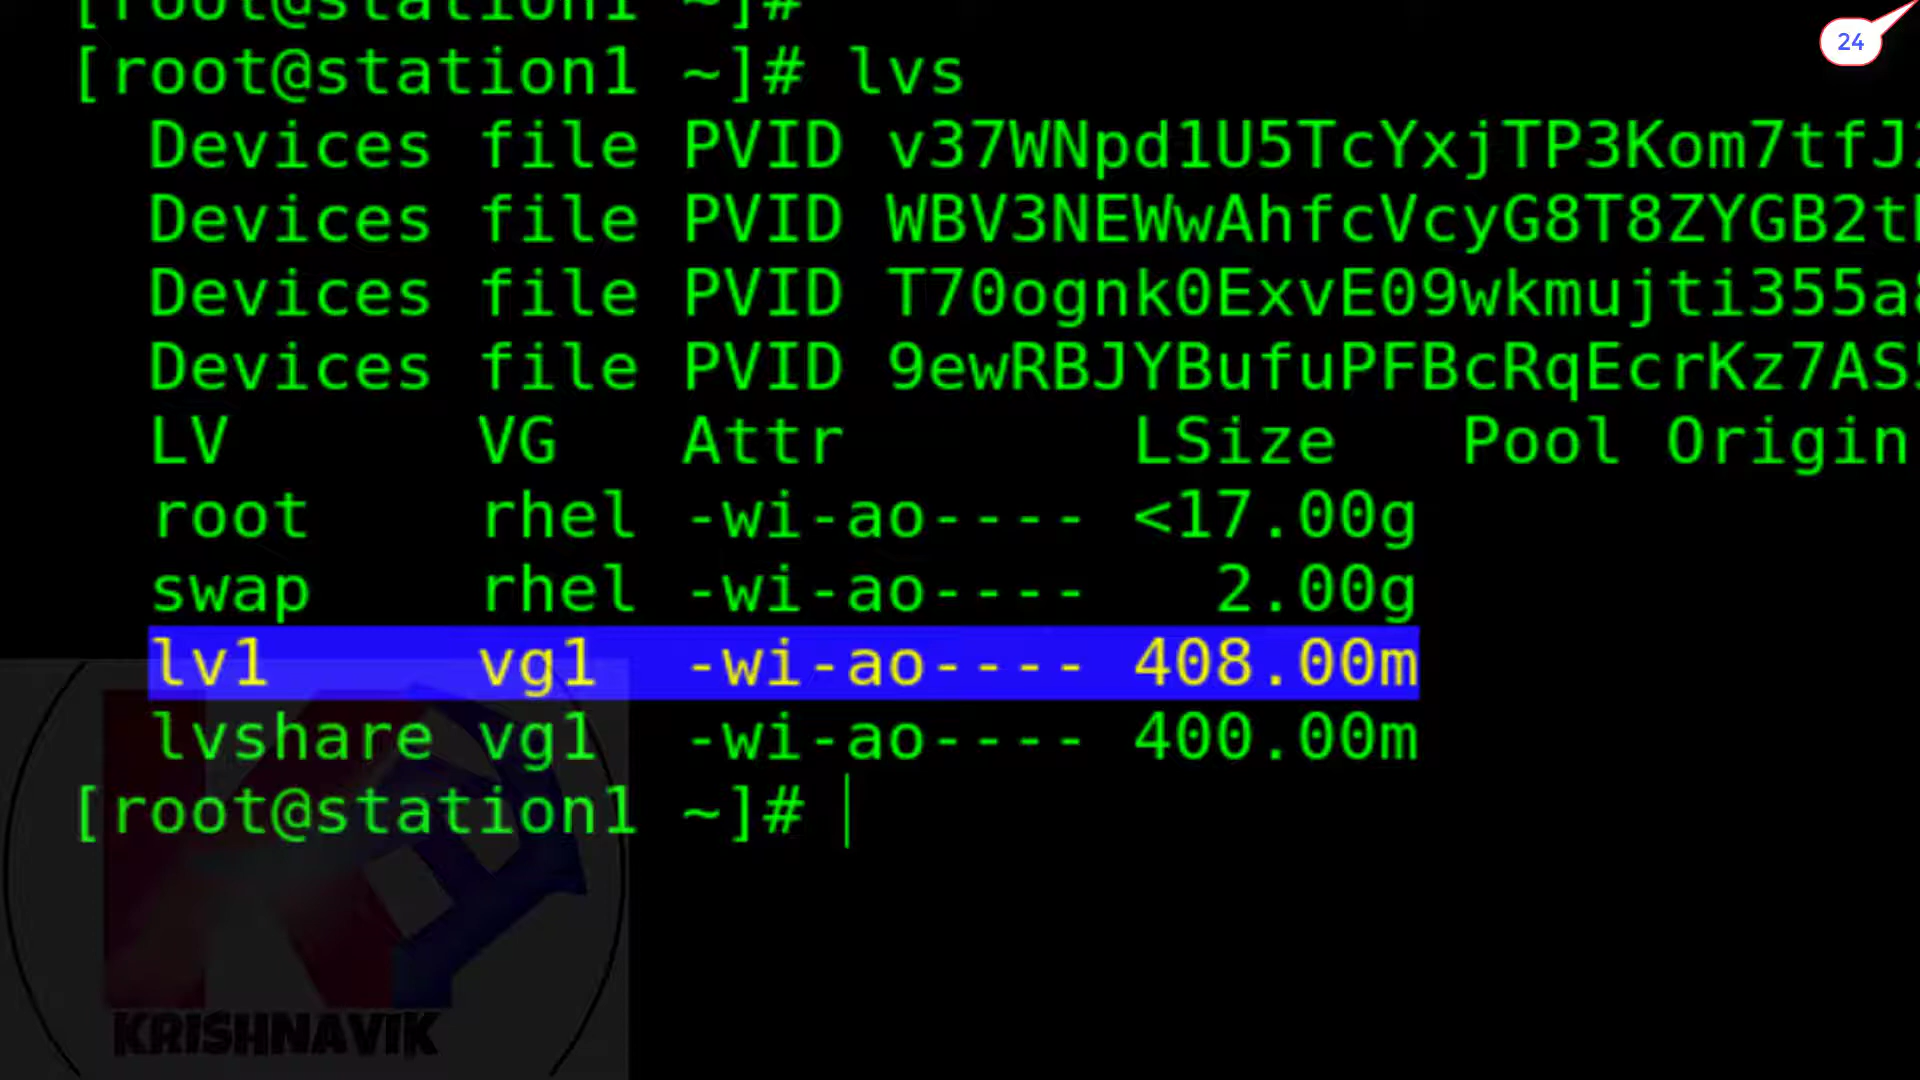 [root@station1 ~]#
24
[root@station1 ~]# lvs
Devices file PVID v37WNpd1U5TcYxjTP3Kom7tfJ
Devices file PVID WBV3NEWwAhfcVcyG8T8ZYGB2t
Devices file PVID T70ognk0ExvE09wkmujti355a
Devices file PVID 9ewRBJYBufuPFBcRqEcrKz7AS
LV VG Attr LSize Pool Origin
root rhel -wi-ao---- <17.00g
swap rhel -wi-ao---- 2.00g
lv1 vg1 -wi-ao---- 408.00m
lvshare vg1 -wi-ao---- 400.00m
[root@station1 ~]#
KRISHNAVIK